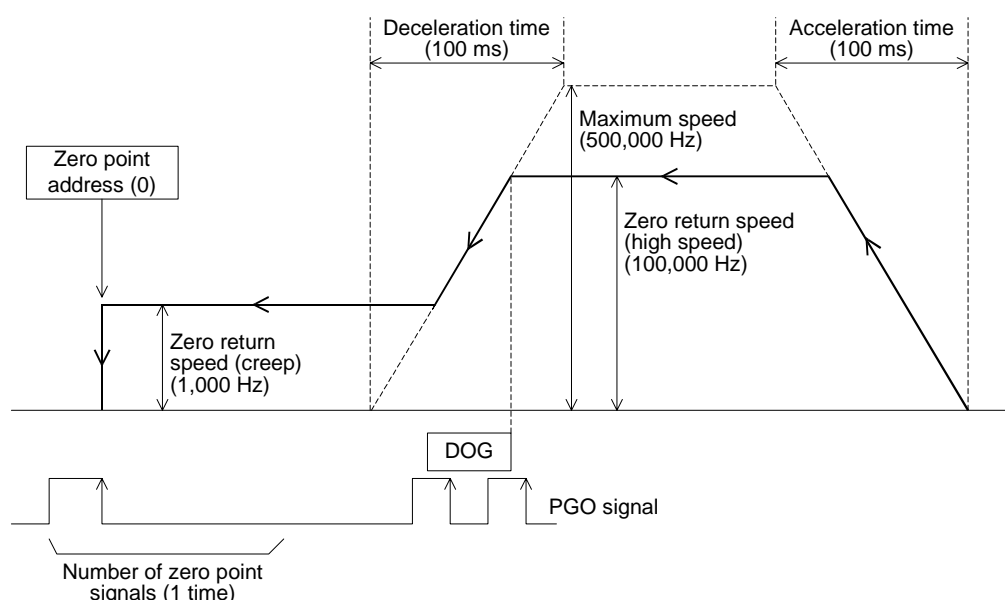 Deceleration time
(100 ms)
Acceleration time
(100 ms)
Maximum speed
(500,000 Hz)
Zero point
address (0)
Zero return speed
(high speed)
(100,000 Hz)
Zero return
speed (creep)
(1,000 Hz)
DOG
PGO signal
Number of zero point
signals (1 time)